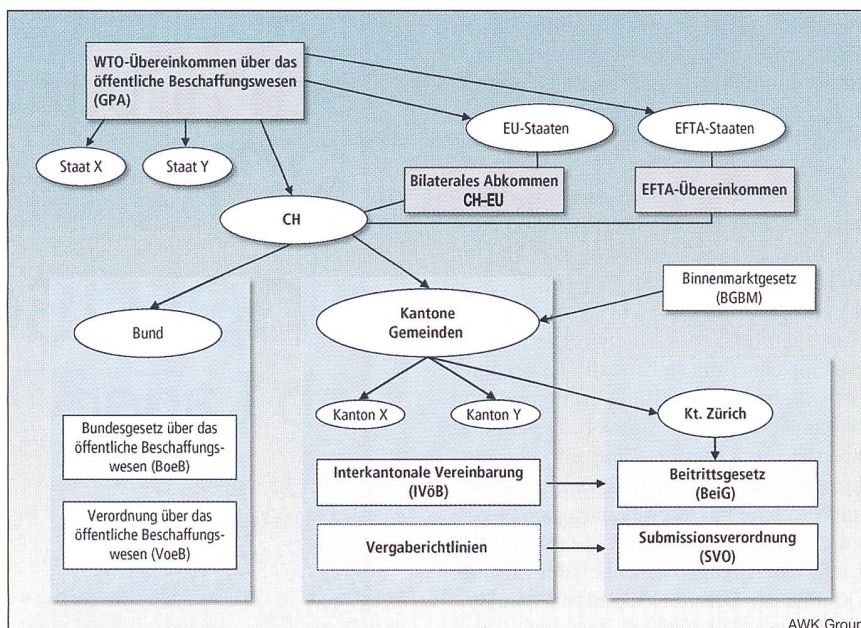 WTO-Übereinkommen über das
öffentliche Beschaffungswesen
(GPA)
EU-Staaten
EFTA-Staaten
Staat X
Staat Y
Bilaterales Abkommen
CH–EU
EFTA-Übereinkommen
CH
Binnenmarktgesetz
(BGBM)
Kantone
Gemeinden
Bund
Kanton X
Kanton Y
Kt. Zürich
Bundesgesetz über das
öffentliche Beschaffungs-
wesen (BoeB)
Interkantonale Vereinbarung
(IVöB)
Beitrittsgesetz
(BeiG)
Verordnung über das
öffentliche Beschaffungs-
wesen (VoeB)
Vergaberichtlinien
Submissionsverordnung
(SVO)
AWK Group